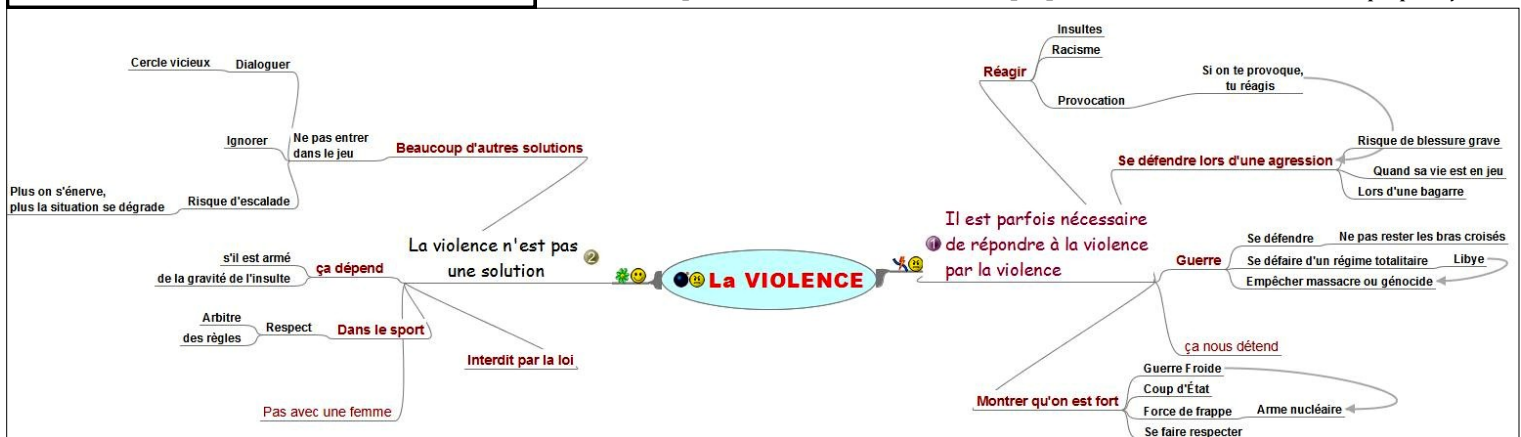 La VIOLENCE
1
Il est parfois nécessaire
de répondre à la violence
par la violence
Réagir
Insultes
Racisme
Provocation
Si on te provoque,
tu réagis
Se défendre lors d'une agression
Risque de blessure grave
Quand sa vie est en jeu
Lors d'une bagarre
Guerre
Se défendre
Ne pas rester les bras croisés
Se défaire d'un régime totalitaire
Libye
Empêcher massacre ou génocide
ça nous détend
Montrer qu'on est fort
Guerre Froide
Coup d'État
Force de frappe
Arme nucléaire
Se faire respecter
2
La violence n'est pas
une solution
Beaucoup d'autres solutions
Ne pas entrer
dans le jeu
Dialoguer
Cercle vicieux
Ignorer
Risque d'escalade
Plus on s'énerve,
plus la situation se dégrade
ça dépend
s'il est armé
de la gravité de l'insulte
Dans le sport
Respect
Arbitre
des règles
Interdit par la loi
Pas avec une femme